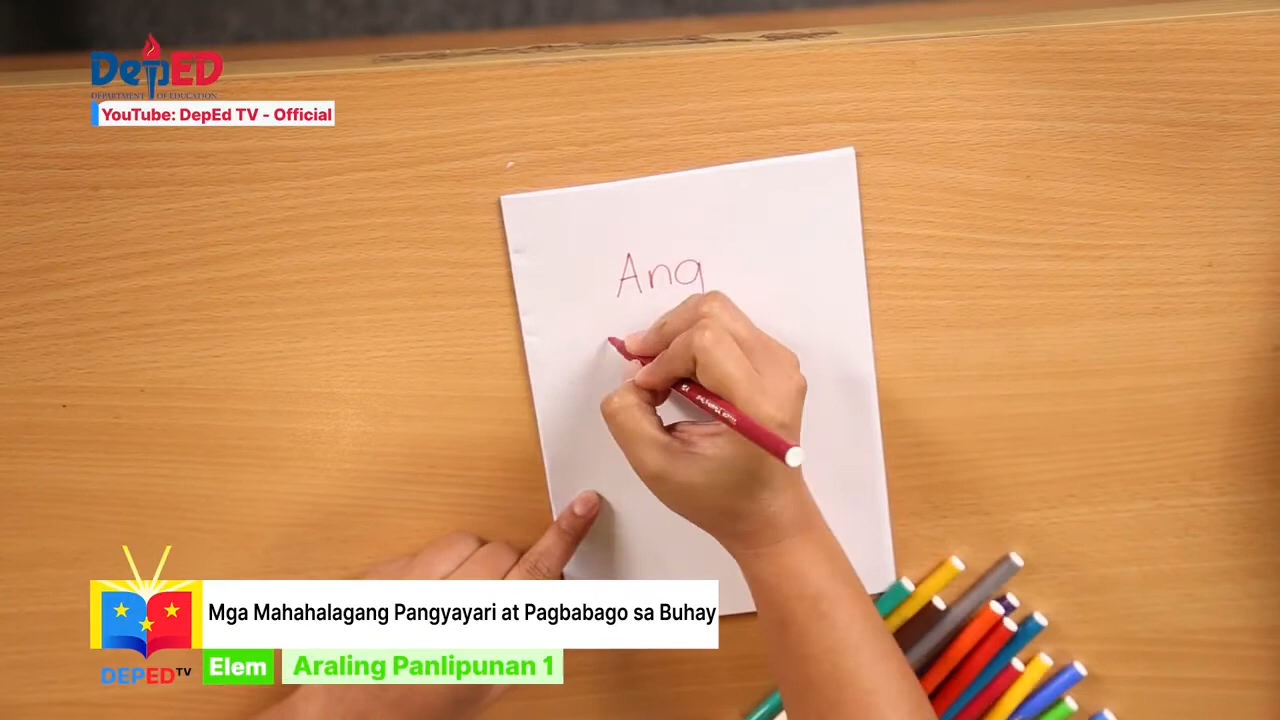 DepED
DEPARTMENT OF EDUCATION
YouTube: DepEd TV - Official
Ang
Mga Mahahalagang Pangyayari at Pagbabago sa Buhay
DEPED TV
Elem
Araling Panlipunan 1